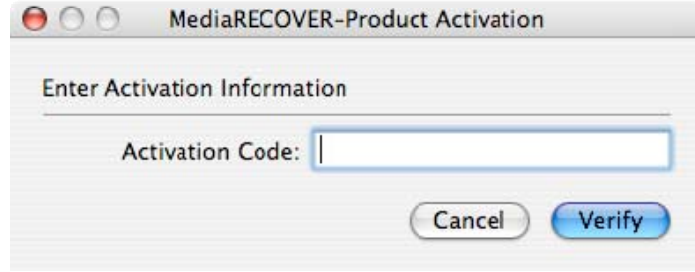 MediaRECOVER-Product Activation
Enter Activation Information
Activation Code:
Cancel Verify